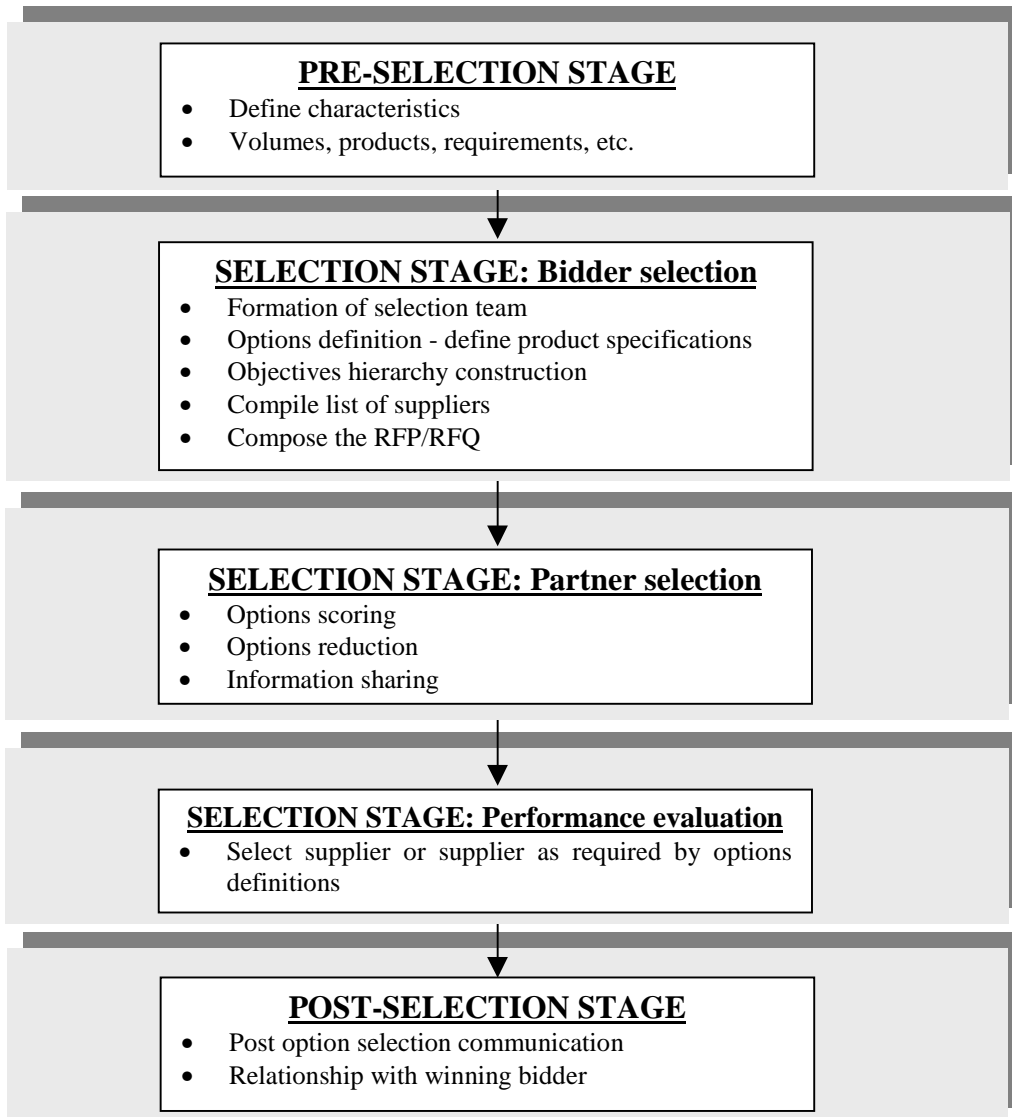 PRE-SELECTION STAGE
• Define characteristics
• Volumes, products, requirements, etc.
SELECTION STAGE: Bidder selection
• Formation of selection team
• Options definition - define product specifications
• Objectives hierarchy construction
• Compile list of suppliers
• Compose the RFP/RFQ
SELECTION STAGE: Partner selection
• Options scoring
• Options reduction
• Information sharing
SELECTION STAGE: Performance evaluation
• Select supplier or supplier as required by options
definitions
POST-SELECTION STAGE
• Post option selection communication
• Relationship with winning bidder